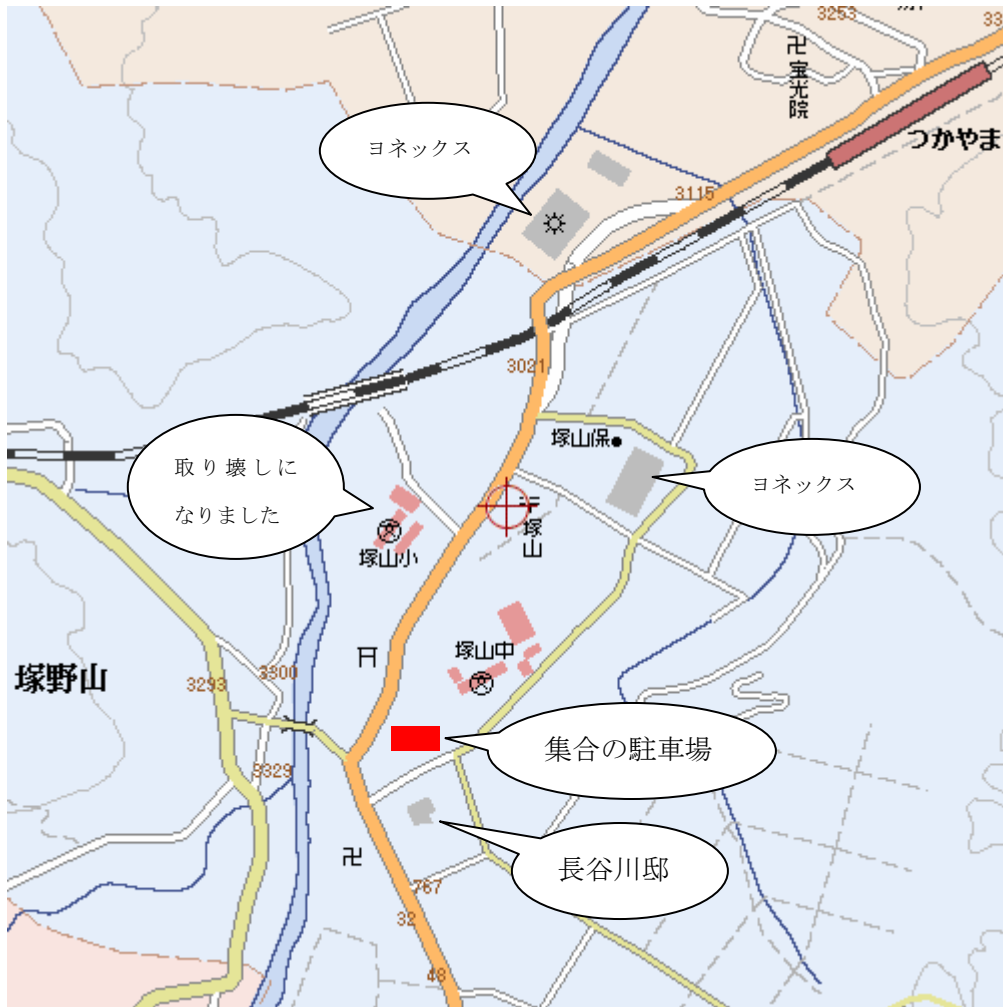 3253
33
卍宝光院
つかやま
ヨネックス
3115
3021
塚山保
ヨネックス
取り壊しに
なりました
塚山小
塚山
塚山中
塚野山
3293
3300
集合の駐車場
3329
長谷川邸
卍
767
32
48